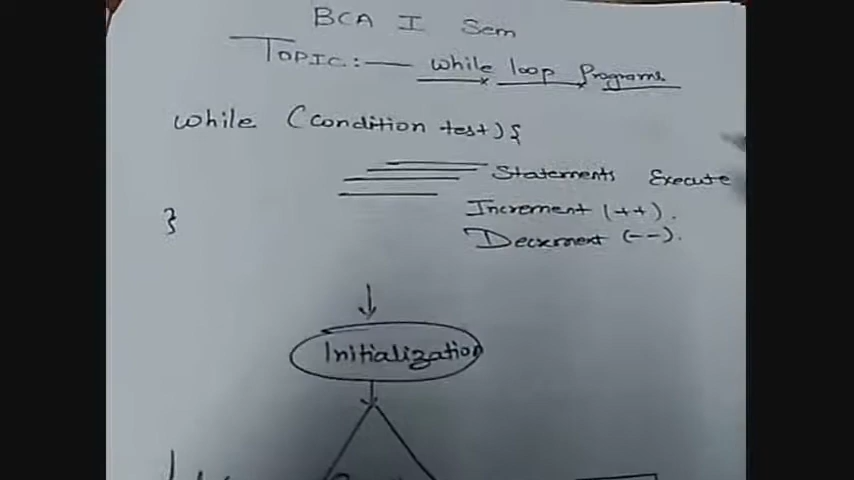 BCA I Sem
TOPIC:— while loop Programs
while (condition test){
Statements Execute
Increment (++).
Decrement (--).
}
Initialization